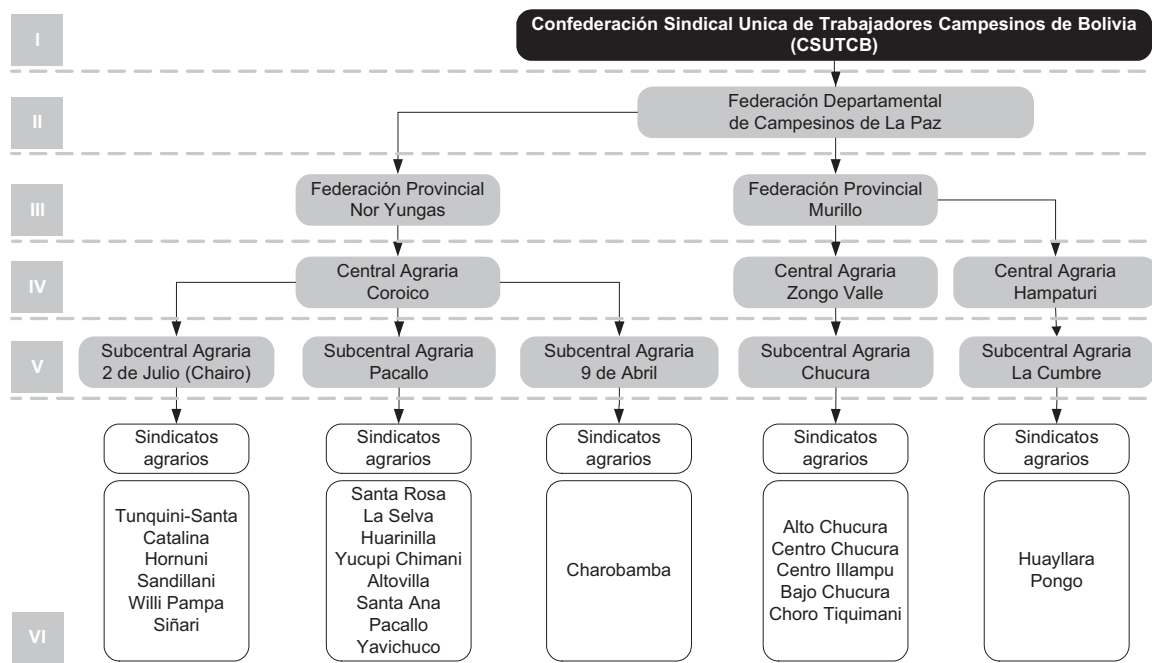 I
Confederación Sindical Unica de Trabajadores Campesinos de Bolivia
(CSUTCB)
II
Federación Departamental
de Campesinos de La Paz
III
Federación Provincial
Nor Yungas
Federación Provincial
Murillo
IV
Central Agraria
Coroico
Central Agraria
Zongo Valle
Central Agraria
Hampaturi
V
Subcentral Agraria
2 de Julio (Chairo)
Subcentral Agraria
Pacallo
Subcentral Agraria
9 de Abril
Subcentral Agraria
Chucura
Subcentral Agraria
La Cumbre
Sindicatos
agrarios
Sindicatos
agrarios
Sindicatos
agrarios
Sindicatos
agrarios
Sindicatos
agrarios
VI
Tunquini-Santa
Catalina
Hornuni
Sandillani
Willi Pampa
Siñari
Santa Rosa
La Selva
Huarinilla
Yucupi Chimani
Altovilla
Santa Ana
Pacallo
Yavichuco
Charobamba
Alto Chucura
Centro Chucura
Centro Illampu
Bajo Chucura
Choro Tiquimani
Huayllara
Pongo